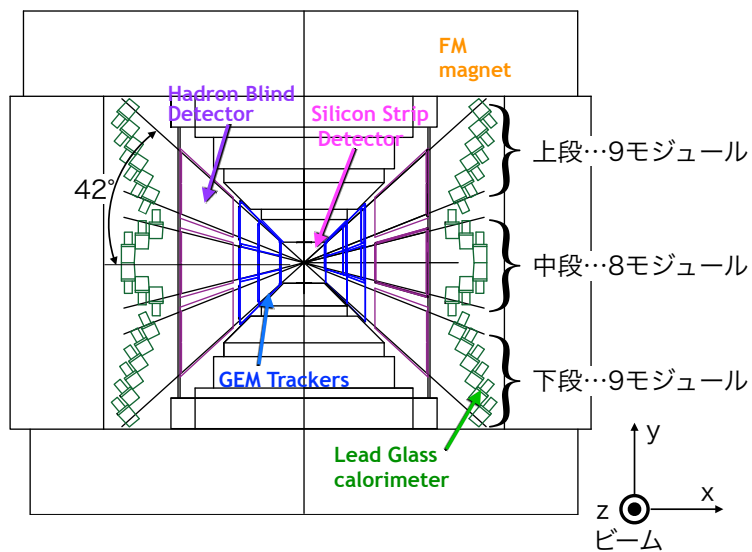 FM
magnet
Hadron Blind
Detector
Silicon Strip
Detector
上段…9モジュール
42°
中段…8モジュール
GEM Trackers
下段…9モジュール
Lead Glass
calorimeter
y
x
z
ビーム